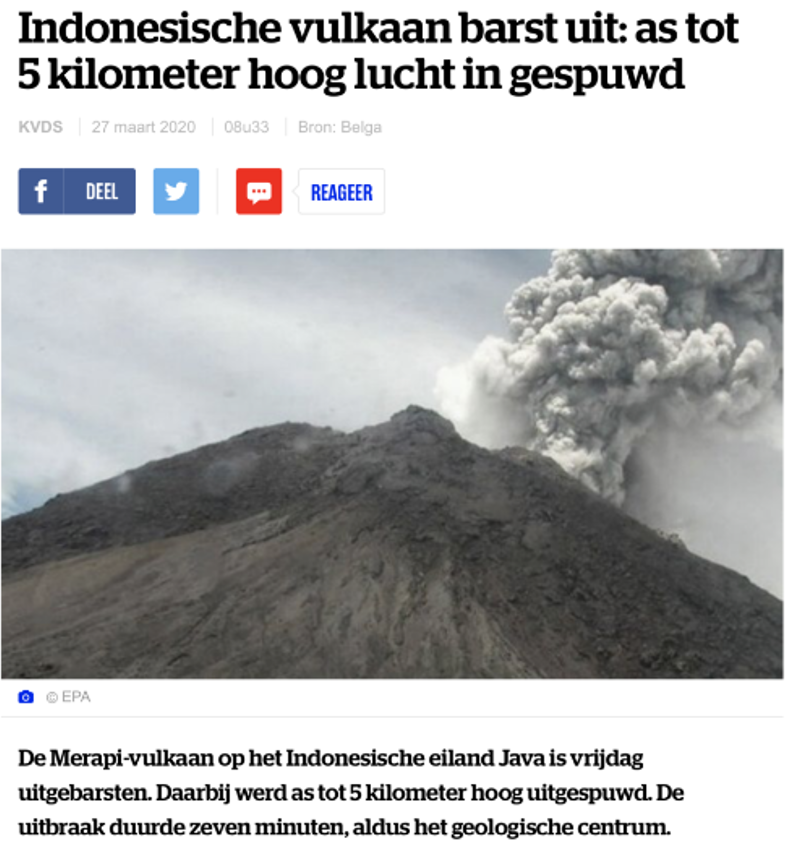 Indonesische vulkaan barst uit: as tot
5 kilometer hoog lucht in gespuwd
KVDS 27 maart 2020 08u33 Bron: Belga
f DEEL REAGEER
© EPA
De Merapi-vulkaan op het Indonesische eiland Java is vrijdag
uitgebarsten. Daarbij werd as tot 5 kilometer hoog uitgespuwd. De
uitbraak duurde zeven minuten, aldus het geologische centrum.